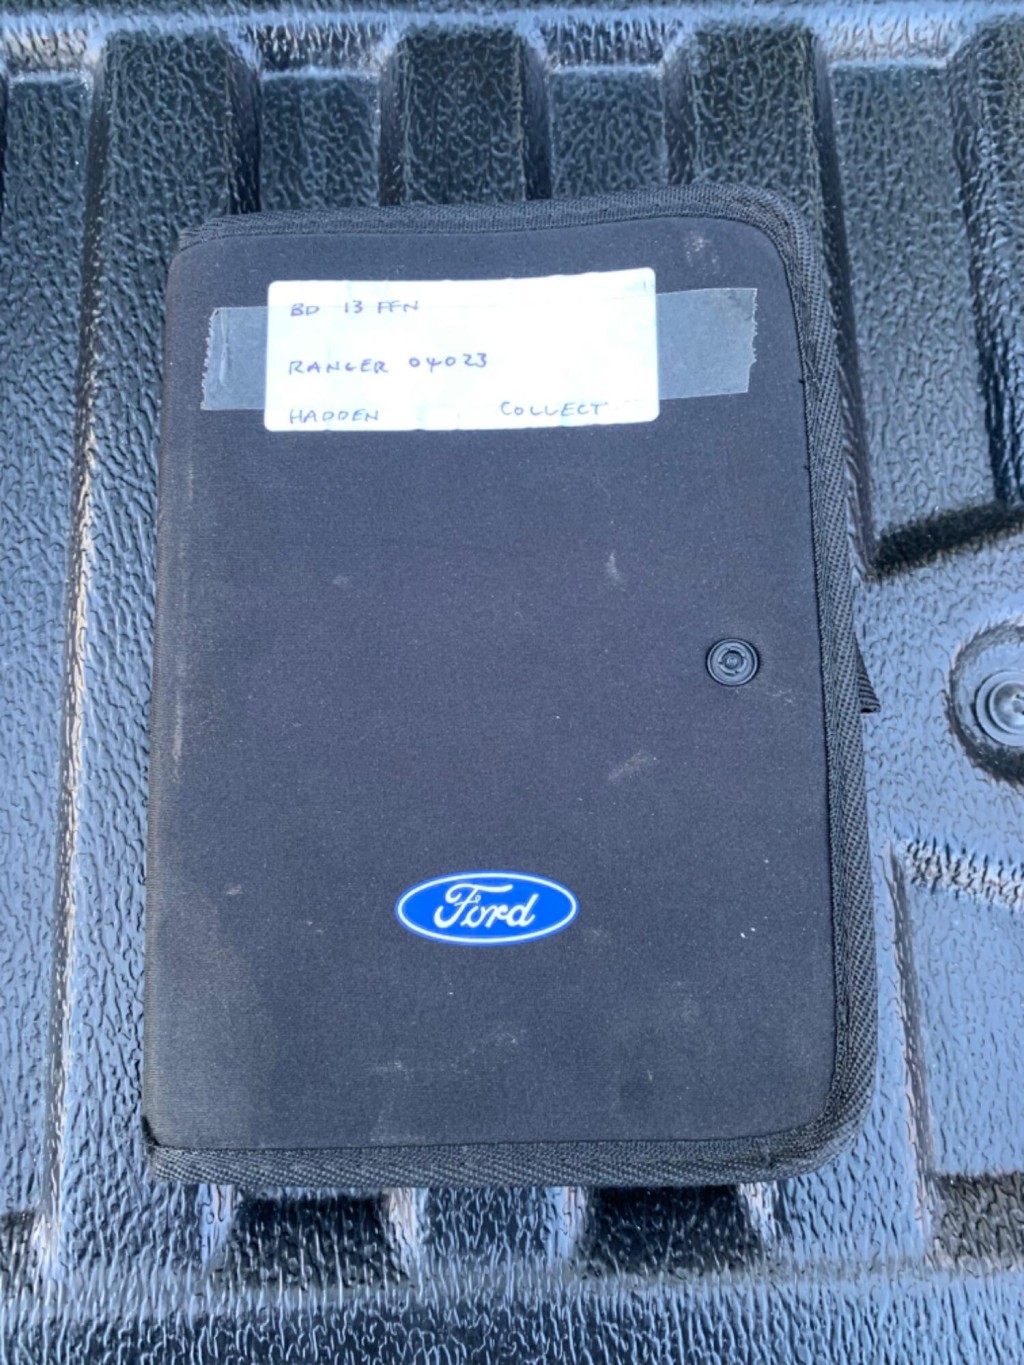 BD 13 FFN
RANGER 04023
HADDEN COLLECT
Ford